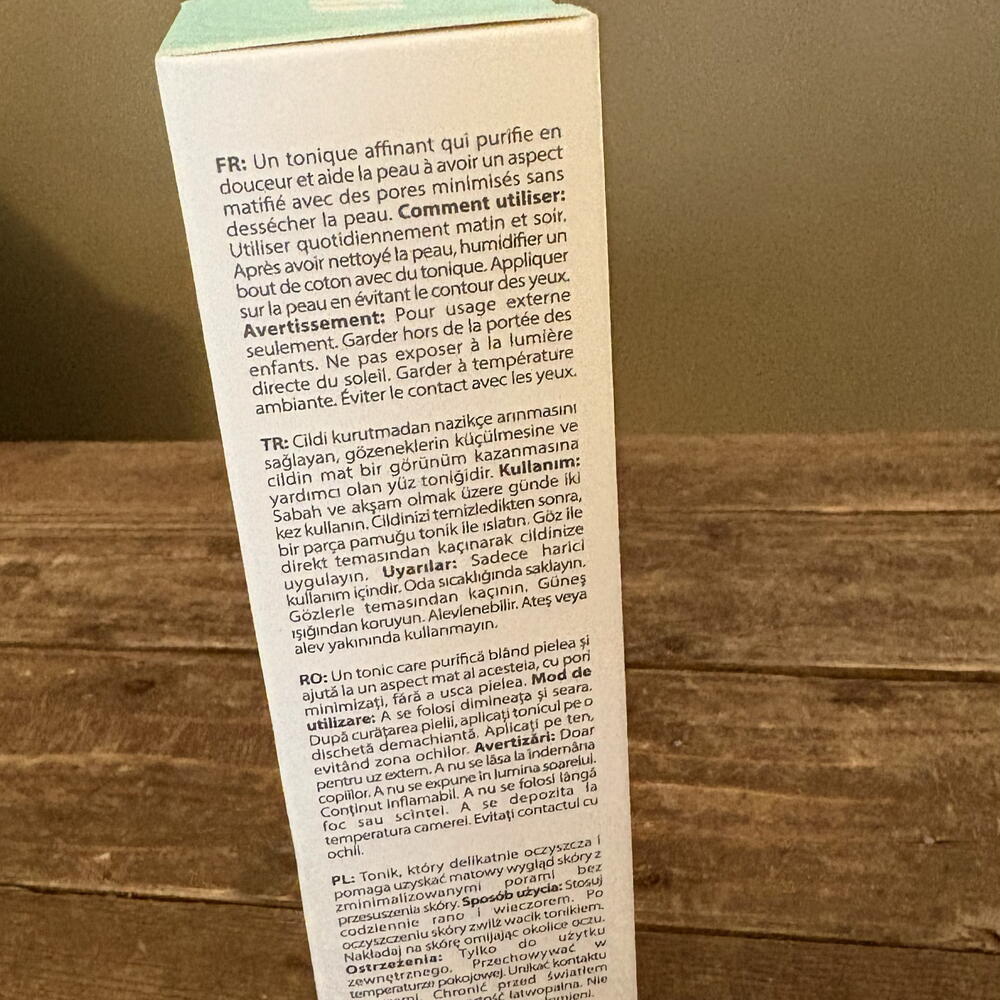 FR: Un tonique affinant qui purifie en
douceur et aide la peau à avoir un aspect
matifié avec des pores minimisés sans
dessécher la peau. Comment utiliser:
Utiliser quotidiennement matin et soir.
Après avoir nettoyé la peau, humidifier un
bout de coton avec du tonique. Appliquer
sur la peau en évitant le contour des yeux.
Avertissement: Pour usage externe
seulement. Garder hors de la portée des
enfants. Ne pas exposer à la lumière
directe du soleil. Garder à température
ambiante. Éviter le contact avec les yeux.
TR: Cildi kurutmadan nazikçe arınmasını
sağlayan, gözeneklerin küçülmesine ve
cildin mat bir görünüm kazanmasına
yardımcı olan yüz toniğidir. Kullanım:
Sabah ve akşam olmak üzere günde iki
kez kullanın. Cildinizi temizledikten sonra,
bir parça pamuğu tonik ile ıslatın. Göz ile
direkt temasından kaçınarak cildinize
uygulayın. Uyarılar: Sadece harici
kullanım içindir. Oda sıcaklığında saklayın.
Gözlerle temasından kaçının. Güneş
ışığından koruyun. Alevlenebilir. Ateş veya
alev yakınında kullanmayın.
RO: Un tonic care purifică blând pielea și
ajută la un aspect mat al acesteia, cu pori
minimizați, fără a usca pielea. Mod de
utilizare: A se folosi dimineața și seara.
După curățarea pielii, aplicați tonicul pe o
dischetă demachiantă. Aplicați pe ten,
evitând zona ochilor. Avertizări: Doar
pentru uz extern. A nu se lăsa la îndemâna
copiilor. A nu se expune în lumina soarelui.
Conținut inflamabil. A nu se folosi lângă
foc sau scîntei. A se depozita la
temperatura camerei. Evitați contactul cu
ochii.
PL: Tonik, który delikatnie oczyszcza i
pomaga uzyskać matowy wygląd skóry z
zminimalizowanymi porami bez
przesuszenia skóry. Sposób użycia: Stosuj
codziennie rano i wieczorem. Po
oczyszczeniu skóry zwilż wacik tonikiem.
Nakładaj na skórę omijając okolice oczu.
Ostrzeżenia: Tylko do użytku
zewnętrznego. Przechowywać w
temperaturze pokojowej. Unikać kontaktu
Chronić przed światłem
łatwopalna. Nie